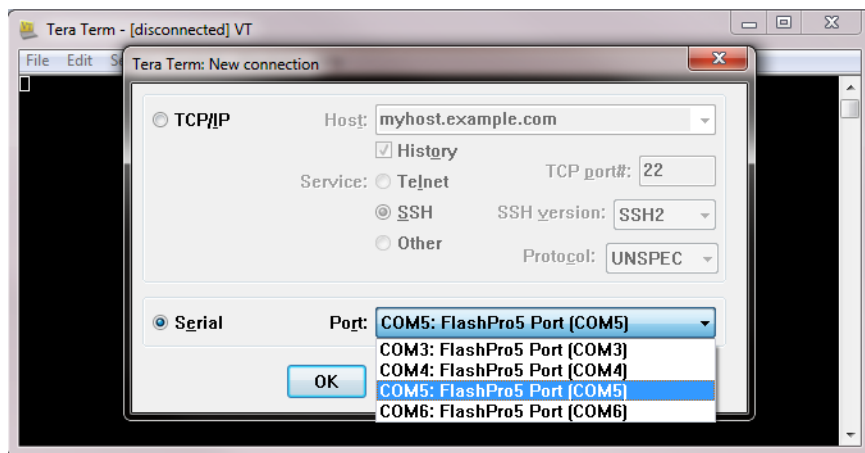 Tera Term - [disconnected] VT
File Edit S
Tera Term: New connection
TCP/IP Host: myhost.example.com
History
Service: Telnet TCP port#: 22
SSH SSH version: SSH2
Other Protocol: UNSPEC
Serial Port: COM5: FlashPro5 Port (COM5)
COM3: FlashPro5 Port (COM3)
COM4: FlashPro5 Port (COM4)
COM5: FlashPro5 Port (COM5)
COM6: FlashPro5 Port (COM6)
OK